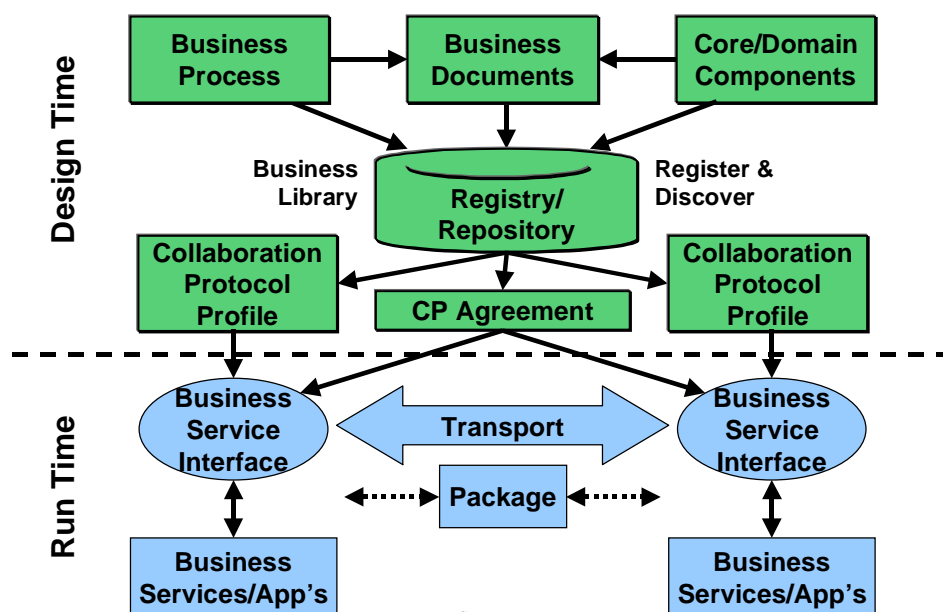 Design Time
Business
Process
Business
Documents
Core/Domain
Components
Business
Library
Registry/
Repository
Register &
Discover
Collaboration
Protocol
Profile
CP Agreement
Collaboration
Protocol
Profile
Run Time
Business
Service
Interface
Transport
Business
Service
Interface
Package
Business
Services/App's
Business
Services/App's